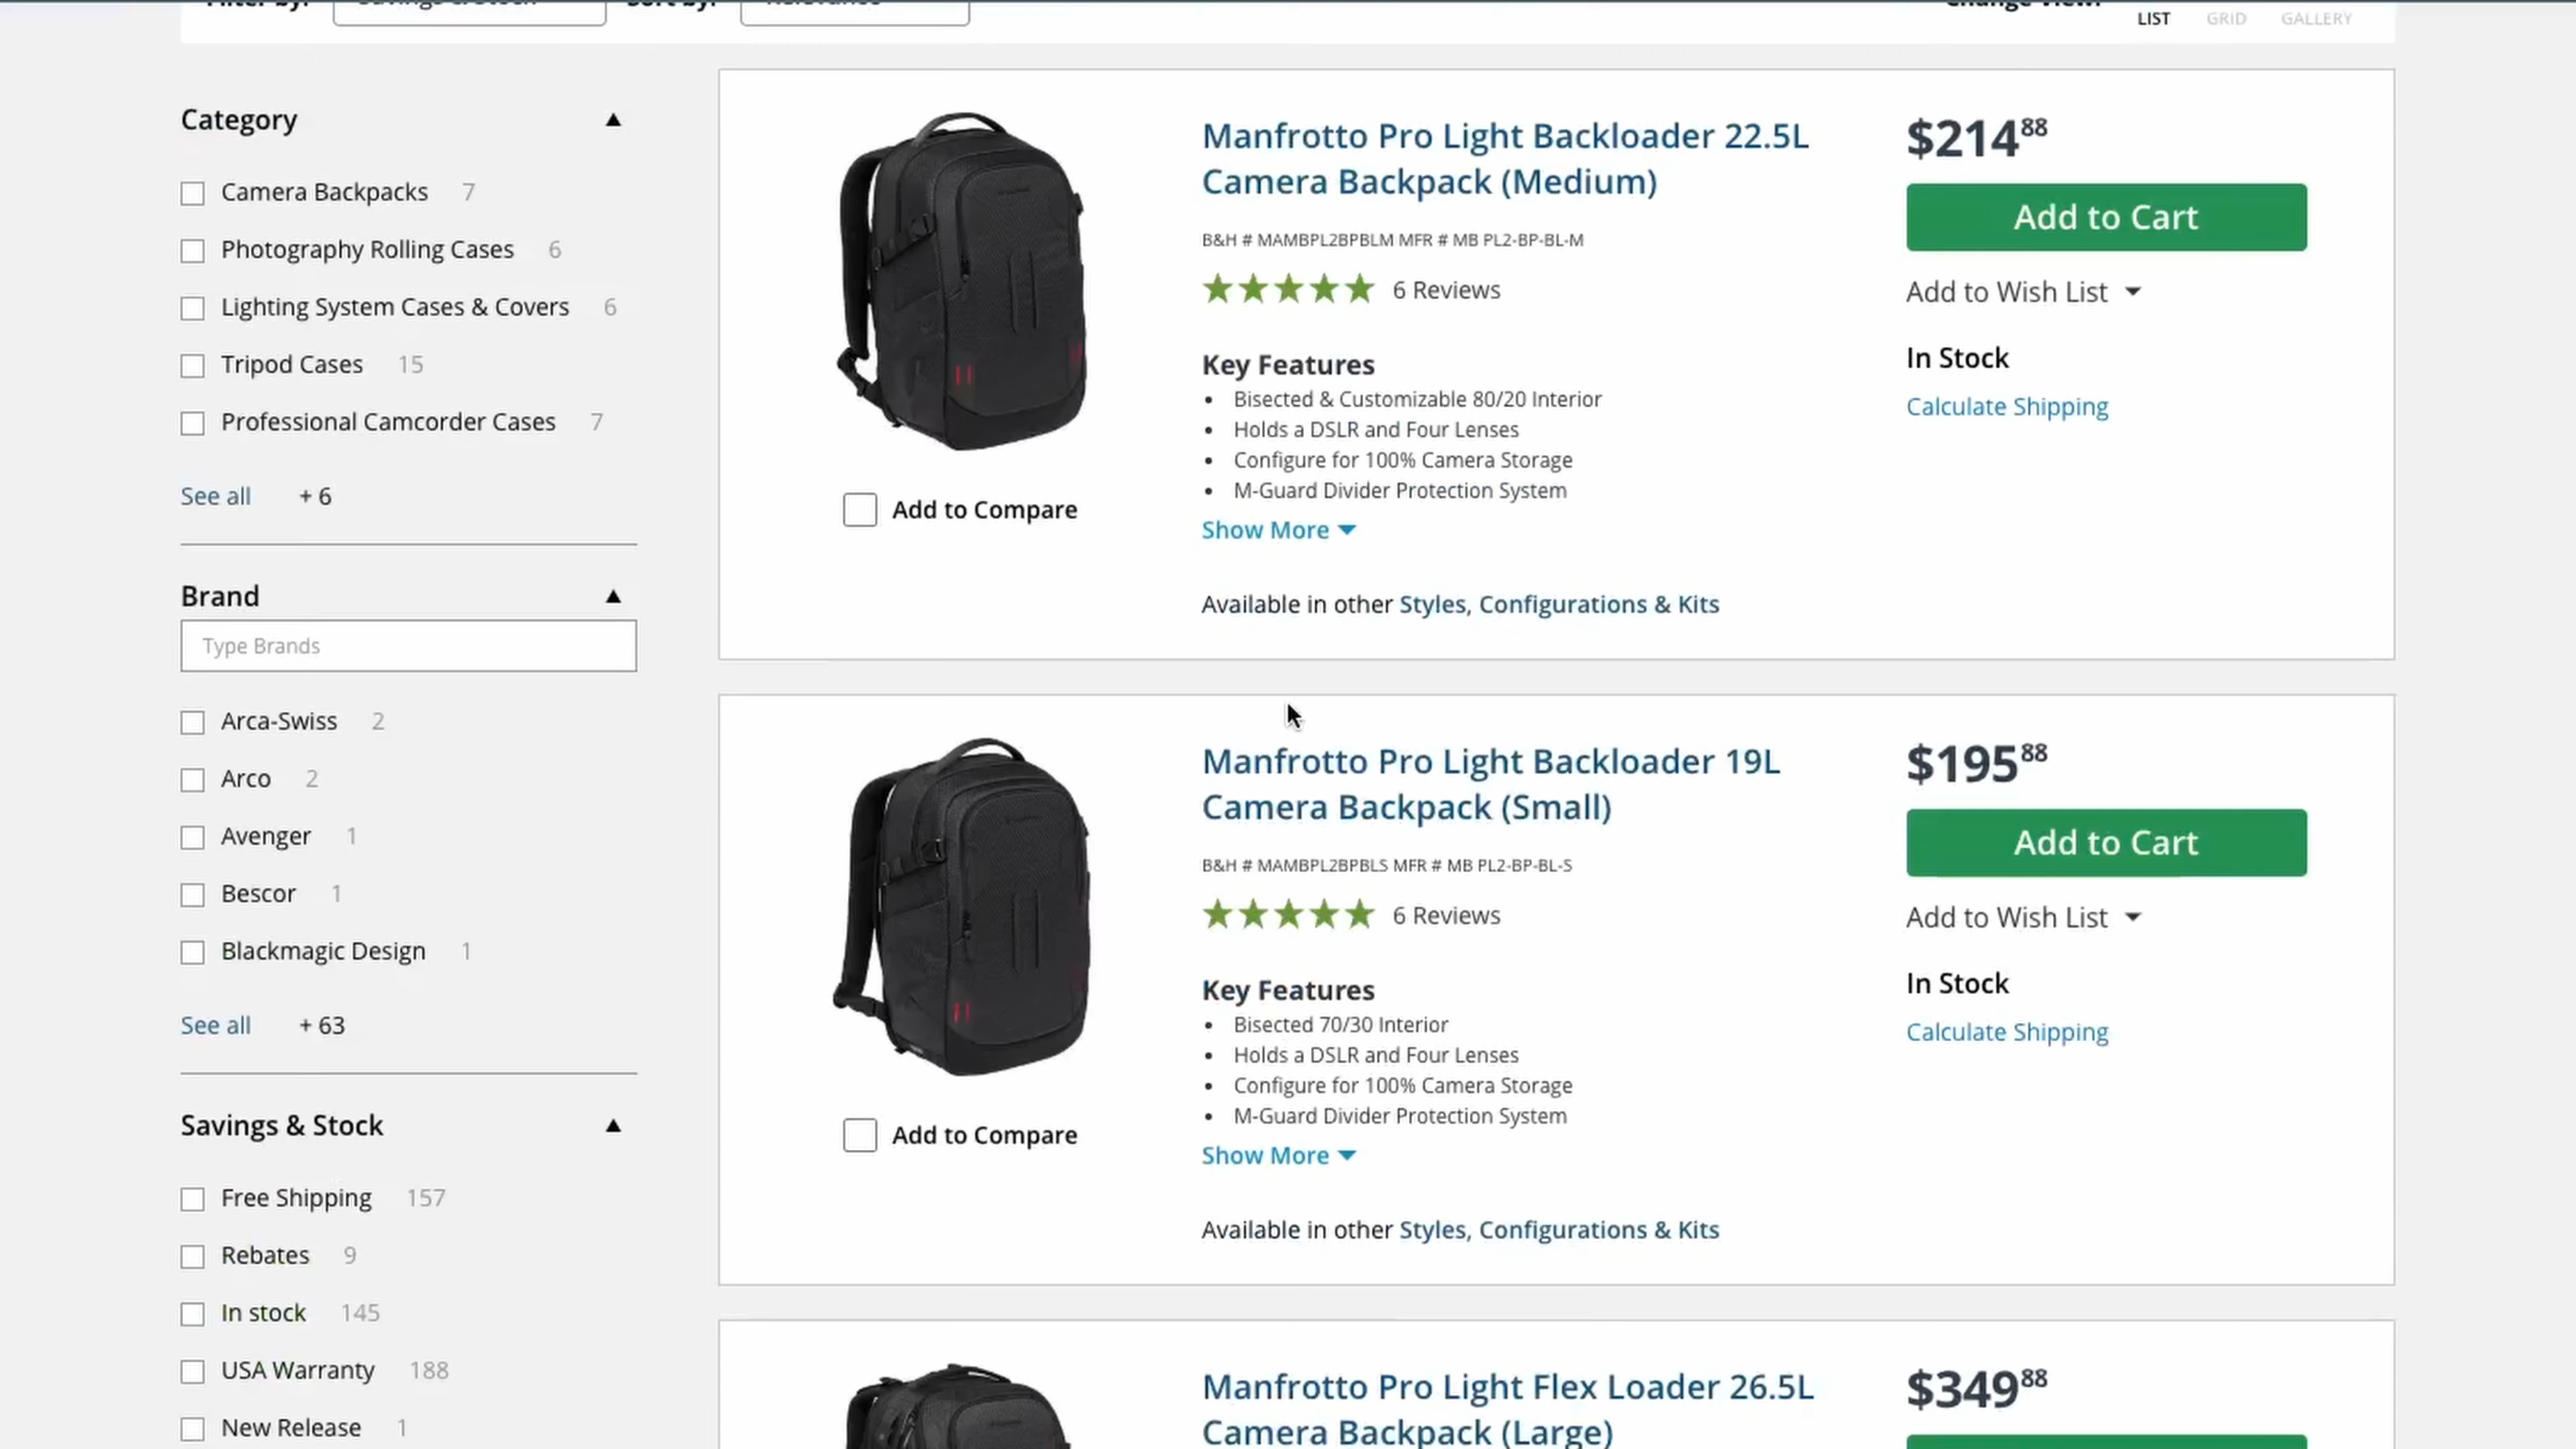 Filter by:
Savings & Stock
Sort by:
Relevance
Change View:
LIST
GRID
GALLERY
Category
Camera Backpacks 7
Photography Rolling Cases 6
Lighting System Cases & Covers 6
Tripod Cases 15
Professional Camcorder Cases 7
See all + 6
Brand
Type Brands
Arca-Swiss 2
Arco 2
Avenger 1
Bescor 1
Blackmagic Design 1
See all + 63
Savings & Stock
Free Shipping 157
Rebates 9
In stock 145
USA Warranty 188
New Release 1
Add to Compare
Manfrotto Pro Light Backloader 22.5L
Camera Backpack (Medium)
B&H # MAMBPL2BPBLM MFR # MB PL2-BP-BL-M
6 Reviews
Key Features
• Bisected & Customizable 80/20 Interior
• Holds a DSLR and Four Lenses
• Configure for 100% Camera Storage
• M-Guard Divider Protection System
Show More
Available in other Styles, Configurations & Kits
$214 88
Add to Cart
Add to Wish List
In Stock
Calculate Shipping
Add to Compare
Manfrotto Pro Light Backloader 19L
Camera Backpack (Small)
B&H # MAMBPL2BPBLS MFR # MB PL2-BP-BL-S
6 Reviews
Key Features
• Bisected 70/30 Interior
• Holds a DSLR and Four Lenses
• Configure for 100% Camera Storage
• M-Guard Divider Protection System
Show More
Available in other Styles, Configurations & Kits
$195 88
Add to Cart
Add to Wish List
In Stock
Calculate Shipping
Manfrotto Pro Light Flex Loader 26.5L
Camera Backpack (Large)
$349 88